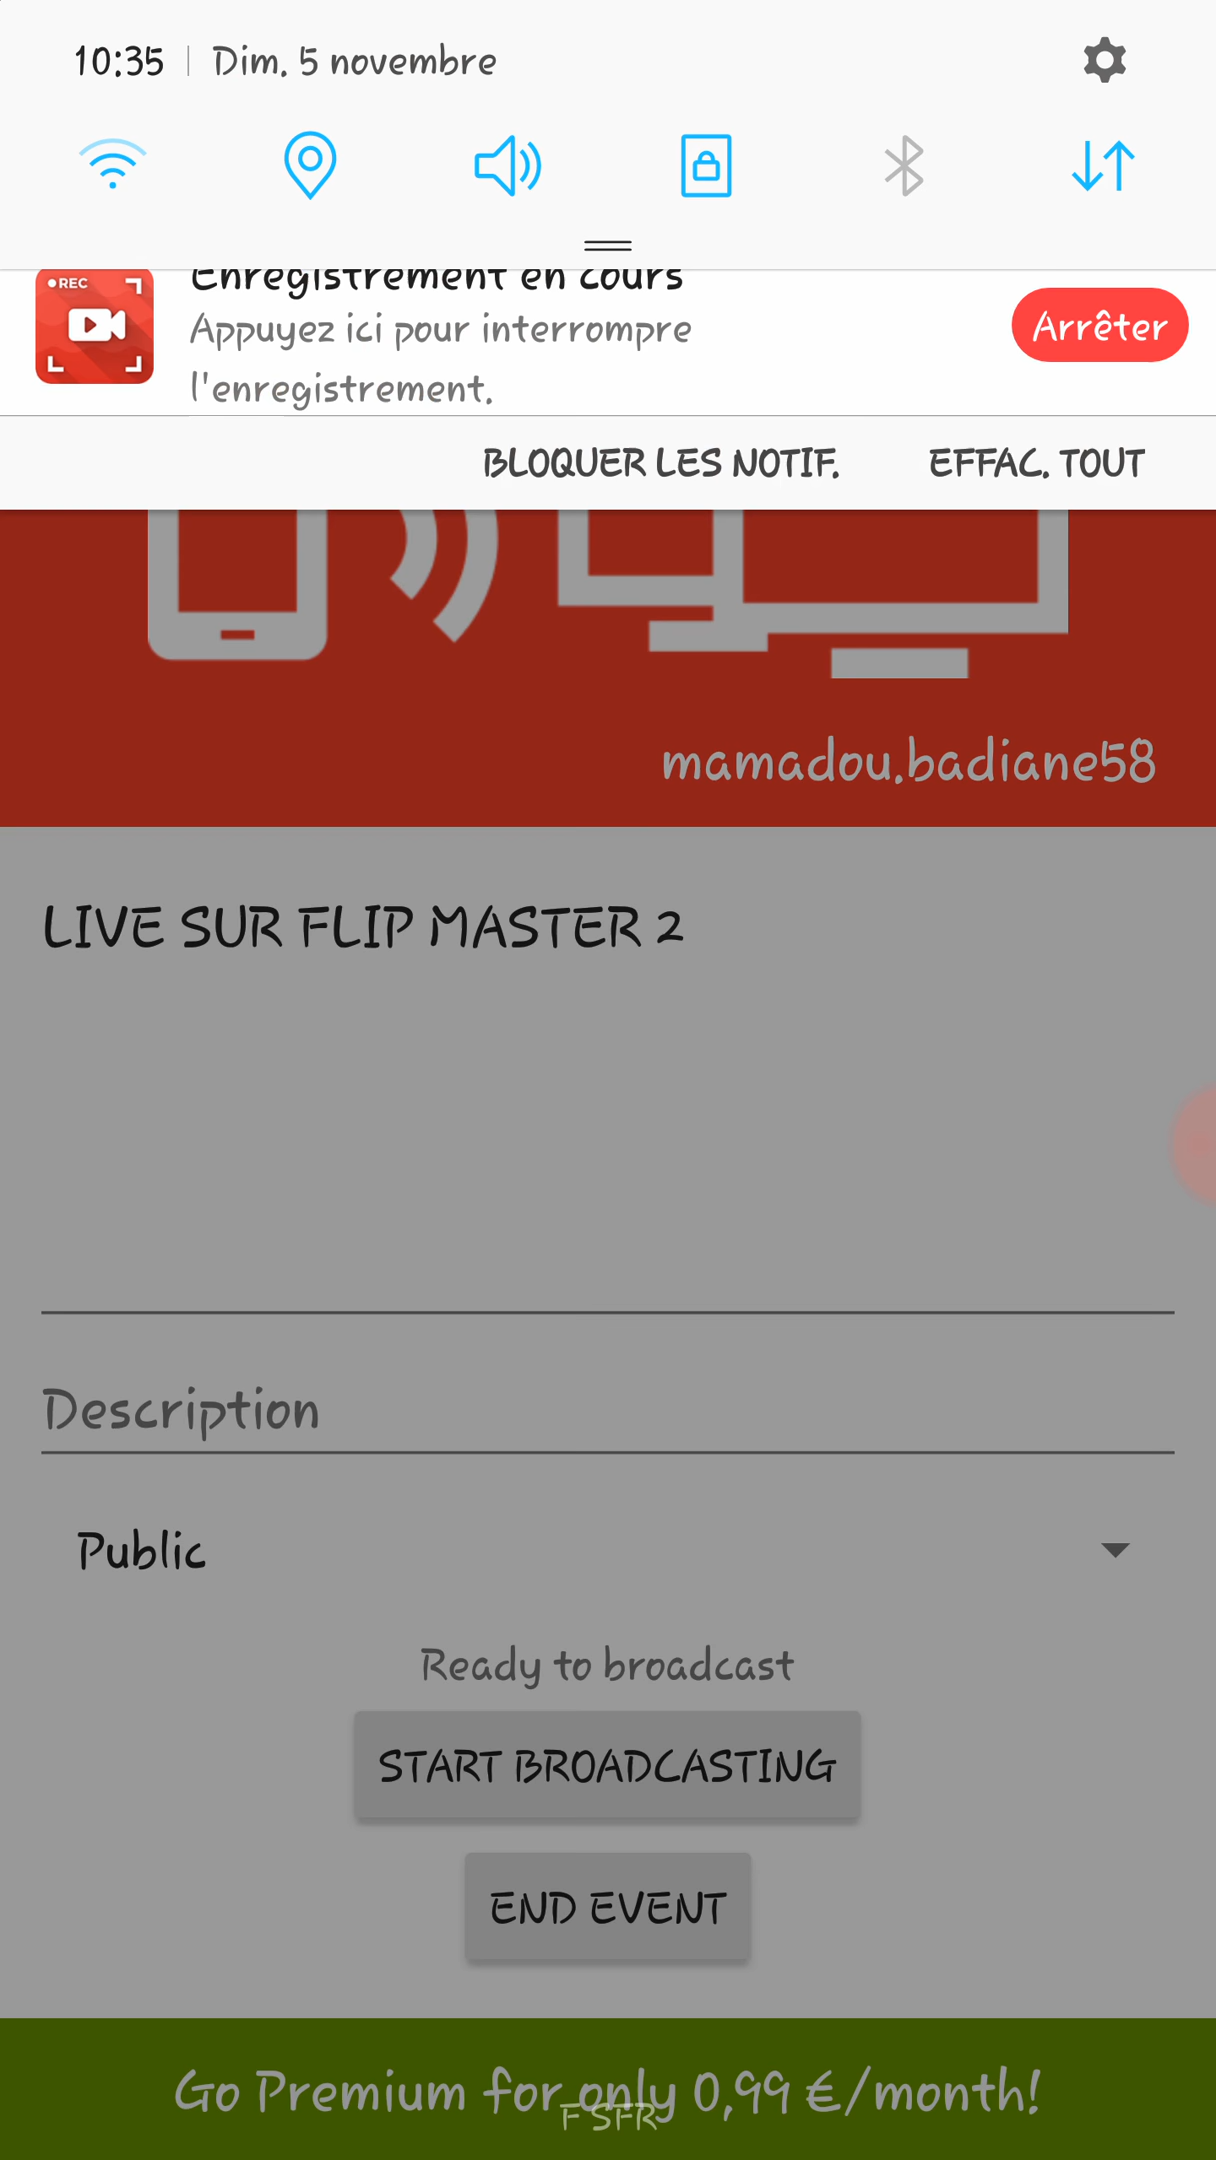 10:35 | Dim. 5 novembre
REC
Enregistrement en cours
Appuyez ici pour interrompre
l'enregistrement.
Arrêter
BLOQUER LES NOTIF. EFFAC. TOUT
mamadou.badiane58
LIVE SUR FLIP MASTER 2
Description
Public
Ready to broadcast
START BROADCASTING
END EVENT
Go Premium for only 0,99 €/month!
F SFR